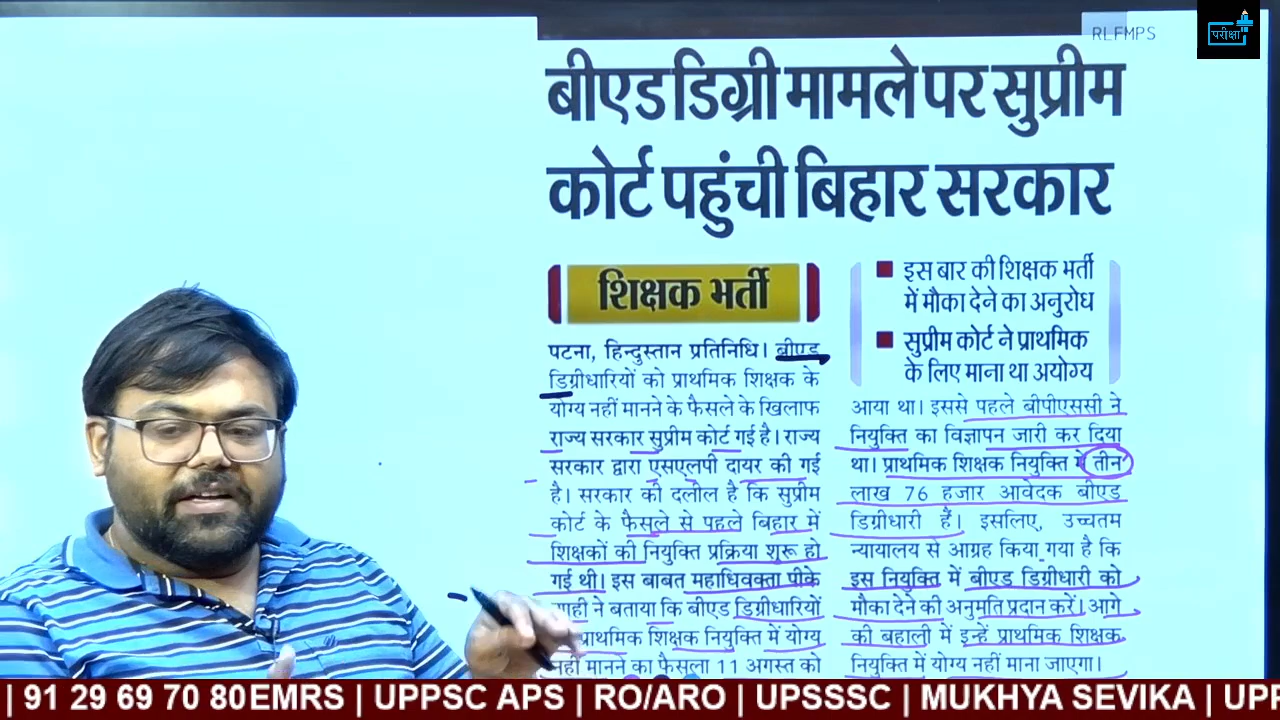 RLFMPS
परीक्षा
बीएड डिग्री मामले पर सुप्रीम
कोर्ट पहुंची बिहार सरकार
शिक्षक भर्ती
इस बार की शिक्षक भर्ती
में मौका देने का अनुरोध
सुप्रीम कोर्ट ने प्राथमिक
के लिए माना था अयोग्य
पटना, हिन्दुस्तान प्रतिनिधि। बीएड
डिग्रीधारियों को प्राथमिक शिक्षक के
योग्य नहीं मानने के फैसले के खिलाफ
राज्य सरकार सुप्रीम कोर्ट गई है। राज्य
सरकार द्वारा एसएलपी दायर की गई
है। सरकार की दलील है कि सुप्रीम
कोर्ट के फैसले से पहले बिहार में
शिक्षकों की नियुक्ति प्रक्रिया शुरू हो
गई थी। इस बाबत महाधिवक्ता पीके
ने बताया कि बीएड डिग्रीधारियों
प्राथमिक शिक्षक नियुक्ति में योग्य
नहीं मानने का फैसला 11 अगस्त को
आया था। इससे पहले बीपीएससी ने
नियुक्ति का विज्ञापन जारी कर दिया
था। प्राथमिक शिक्षक नियुक्ति में तीन
लाख 76 हजार आवेदक बीएड
डिग्रीधारी हैं। इसलिए, उच्चतम
न्यायालय से आग्रह किया गया है कि
इस नियुक्ति में बीएड डिग्रीधारी को
मौका देने की अनुमति प्रदान करें। आगे
की बहाली में इन्हें प्राथमिक शिक्षक
नियुक्ति में योग्य नहीं माना जाएगा।
| 91 29 69 70 80EMRS | UPPSC APS | RO/ARO | UPSSSC | MUKHYA SEVIKA | UPP